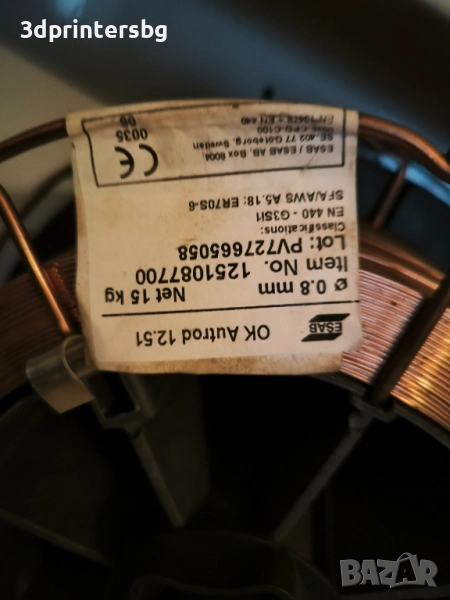 3dprintersbg
ESAB
OK Autrod 12.51
ø 0.8 mm Net 15 kg
Item No. 1251087700
Lot: PV727665058
Classifications:
EN 440 - G3Si1
SFA/AWS A5.18: ER70S-6
ESAB / ESAB AB, Box 8004
SE-402 77 Göteborg, Sweden
CE
0035
06
BAZAR